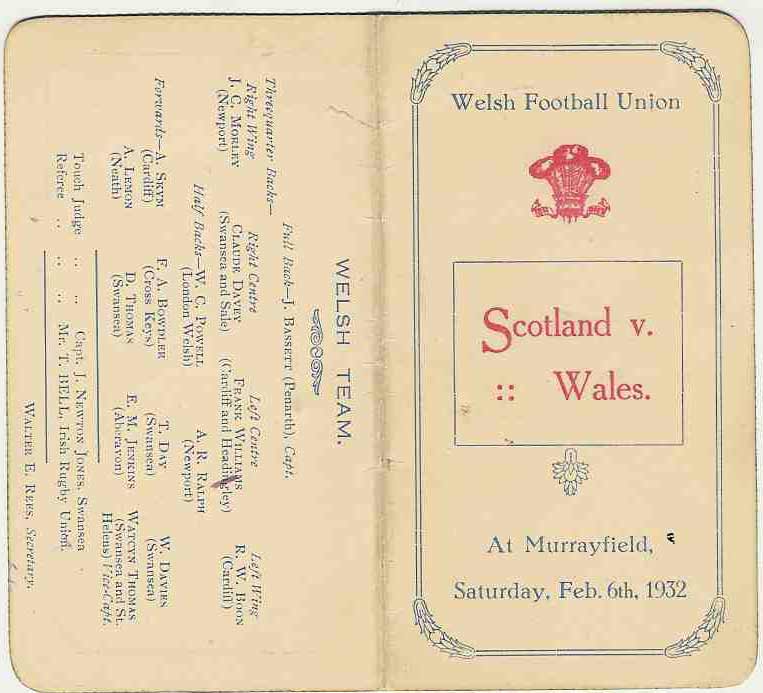 Welsh Football Union
Scotland v.
:: Wales.
At Murrayfield,
Saturday, Feb. 6th, 1932
WELSH TEAM.
Full Back—J. BASSETT (Penarth), Capt.
Threequarter Backs—
Right Wing Right Centre Left Centre Left Wing
J. C. MORLEY CLAUDE DAVEY FRANK WILLIAMS R. W. BOON
(Newport) (Swansea and Sale) (Cardiff and Headingley) (Cardiff)
Half Backs—W. C. POWELL A. R. RALPH
(London Welsh) (Newport)
Forwards—A. SKYM F. A. BOWDLER T. DAY W. DAVIES
(Cardiff) (Cross Keys) (Swansea) (Swansea)
A. LEMON D. THOMAS E. M. JENKINS WATCYN THOMAS
(Neath) (Swansea) (Aberavon) (Swansea and St.
Helens) Vice-Capt.
Touch Judge .. .. Capt. J. NEWTON JONES, Swansea
Referee .. .. .. Mr. T. BELL, Irish Rugby Union.
WALTER E. REES, Secretary.